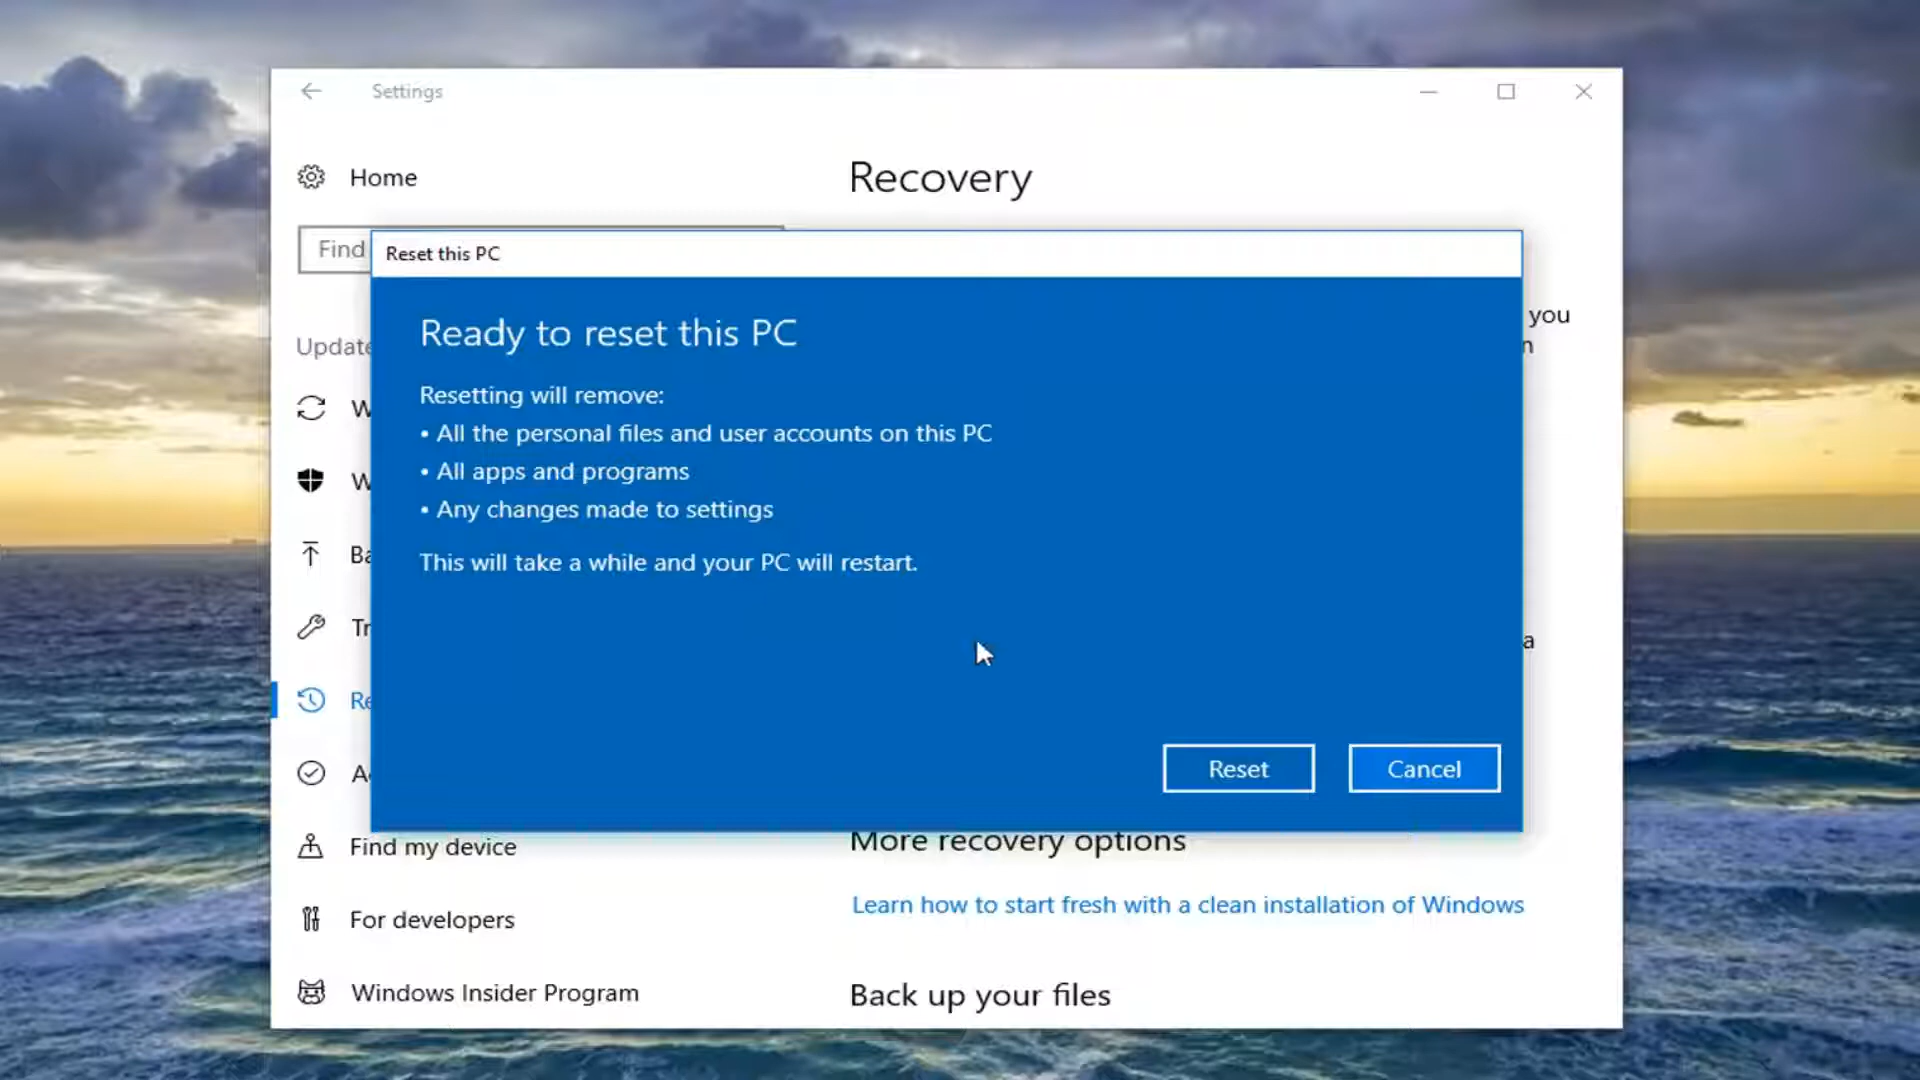 Settings
Home
Recovery
Find
Reset this PC
Ready to reset this PC
you
Update
n
Resetting will remove:
W
• All the personal files and user accounts on this PC
• All apps and programs
W
• Any changes made to settings
Ba
This will take a while and your PC will restart.
Tr
a
Re
Reset
Cancel
A
Find my device
More recovery options
Learn how to start fresh with a clean installation of Windows
For developers
Windows Insider Program
Back up your files